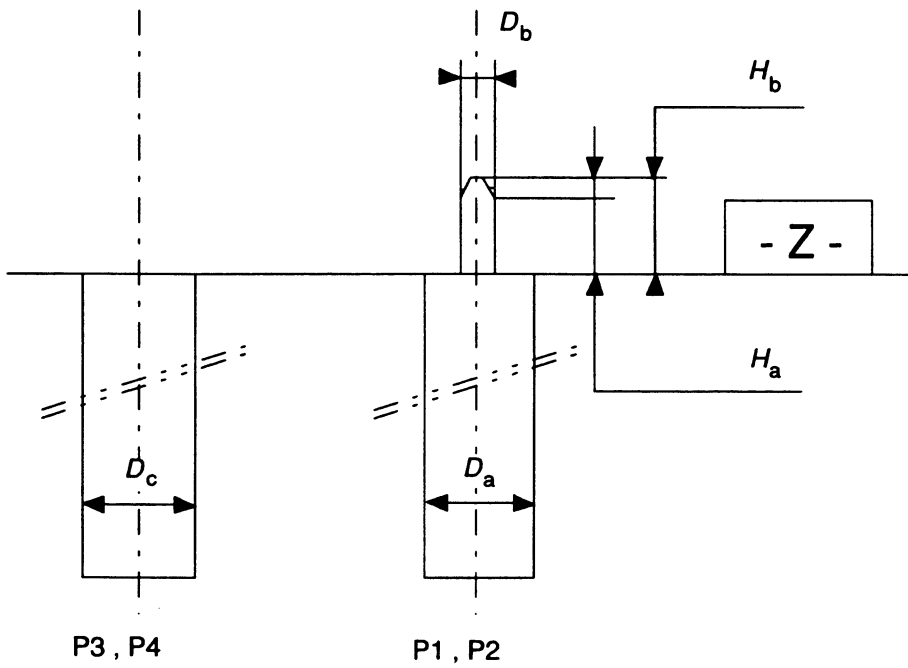 D_b
H_b
- Z -
H_a
D_c
D_a
P3 , P4
P1 , P2